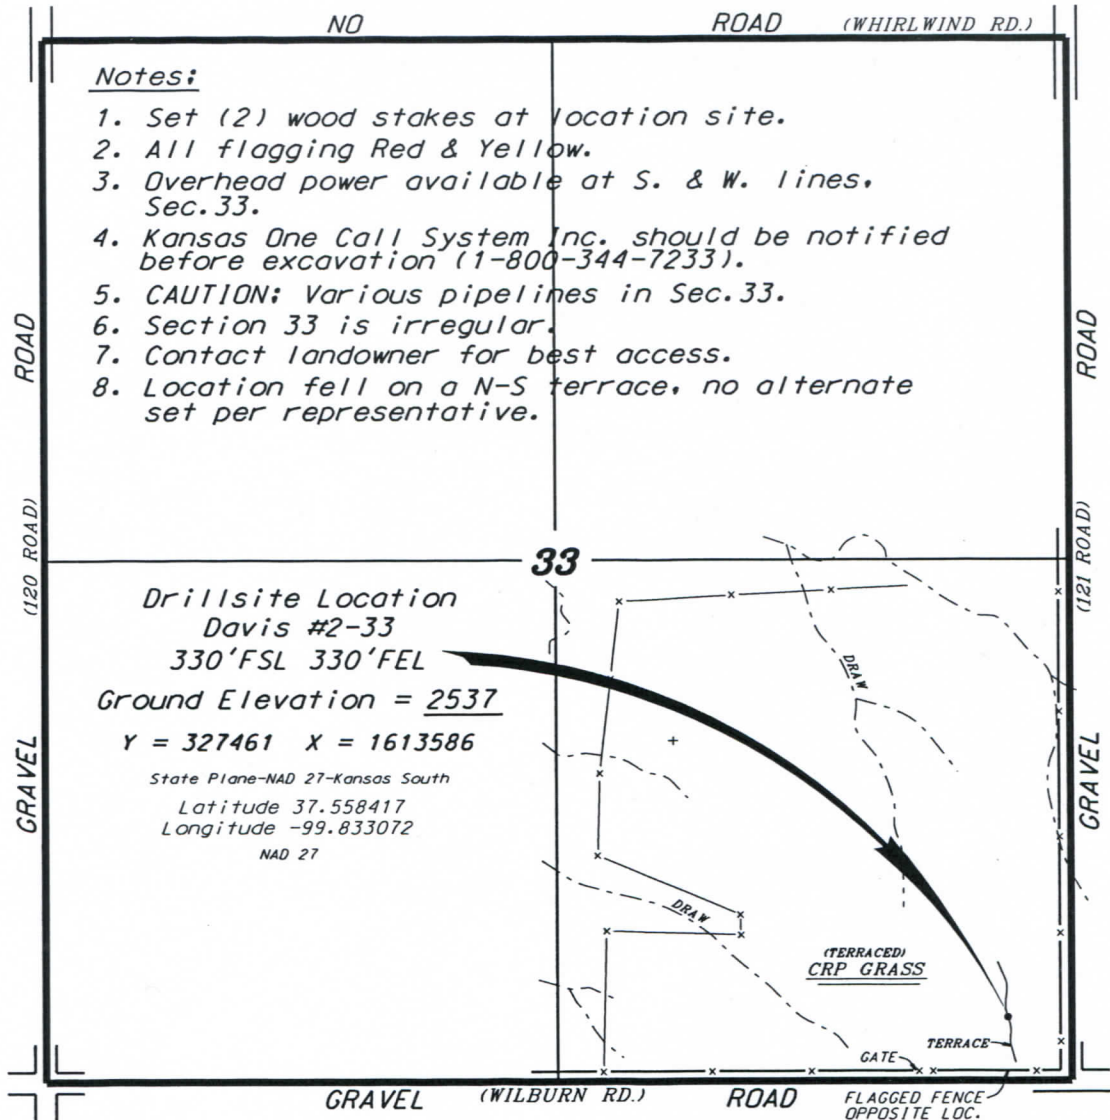 NO ROAD (WHIRLWIND RD.)
Notes:
1. Set (2) wood stakes at location site.
2. All flagging Red & Yellow.
3. Overhead power available at S. & W. lines,
Sec.33.
4. Kansas One Call System Inc. should be notified
before excavation (1-800-344-7233).
5. CAUTION: Various pipelines in Sec.33.
6. Section 33 is irregular.
7. Contact landowner for best access.
8. Location fell on a N-S terrace, no alternate
set per representative.
GRAVEL (120 ROAD) ROAD
GRAVEL (121 ROAD) ROAD
33
Drillsite Location
Davis #2-33
330'FSL 330'FEL
Ground Elevation = 2537
Y = 327461 X = 1613586
State Plane-NAD 27-Kansas South
Latitude 37.558417
Longitude -99.833072
NAD 27
DRAW
DRAW
(TERRACED)
CRP GRASS
TERRACE
GATE
GRAVEL (WILBURN RD.) ROAD
FLAGGED FENCE
OPPOSITE LOC.